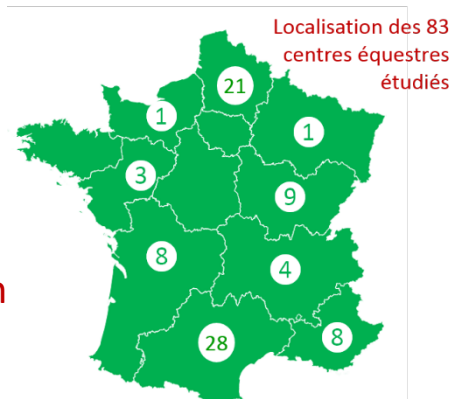 Localisation des 83
centres équestres
étudiés
21
1
1
3
9
8
4
n
28
8